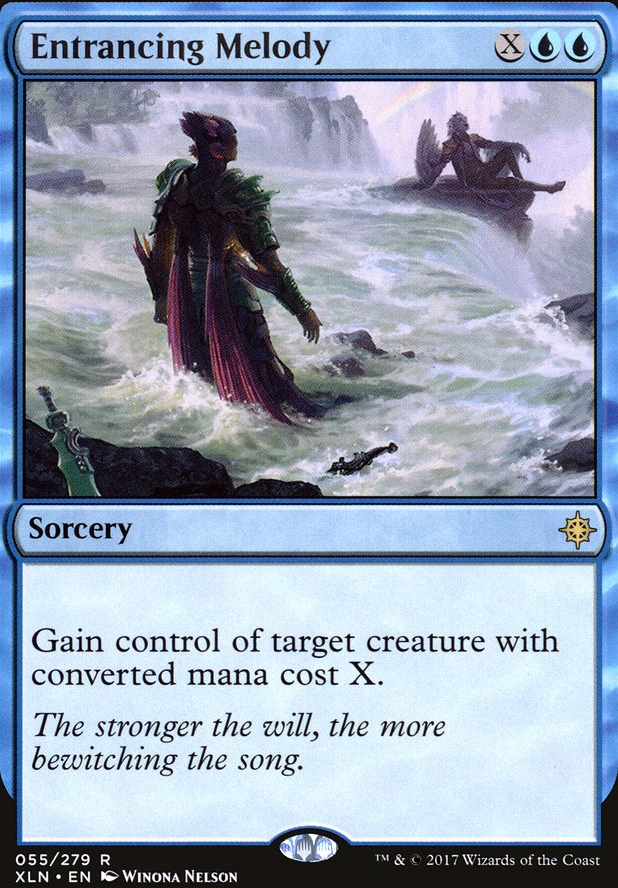 Entrancing Melody X
Sorcery
Gain control of target creature with
converted mana cost X.
The stronger the will, the more
bewitching the song.
055/279 R
XLN • EN Winona Nelson
™ & © 2017 Wizards of the Coast